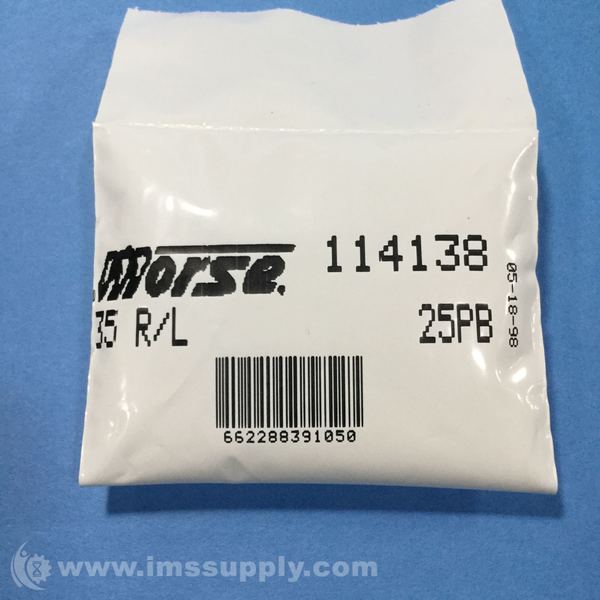 Morse. 114138
35 R/L 25PB
05-18-98
662288391050
www.imssupply.com